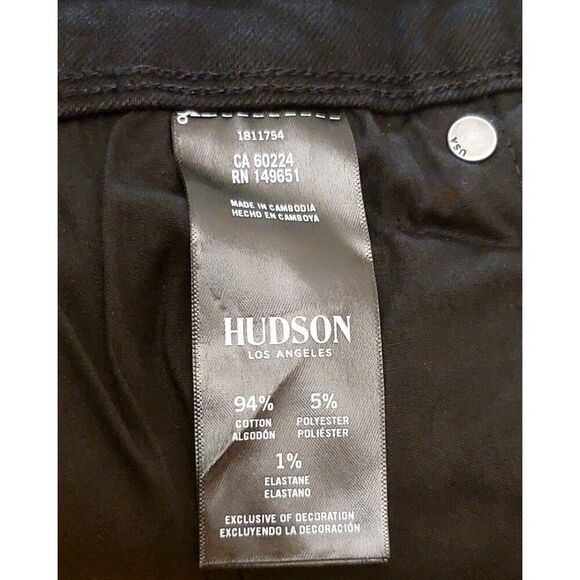 1811754
CA 60224
RN 149651
MADE IN CAMBODIA
HECHO EN CAMBOYA
USA
HUDSON
LOS ANGELES
94% 5%
COTTON POLYESTER
ALGODÓN POLIÉSTER
1%
ELASTANE
ELASTANO
EXCLUSIVE OF DECORATION
EXCLUYENDO LA DECORACIÓN